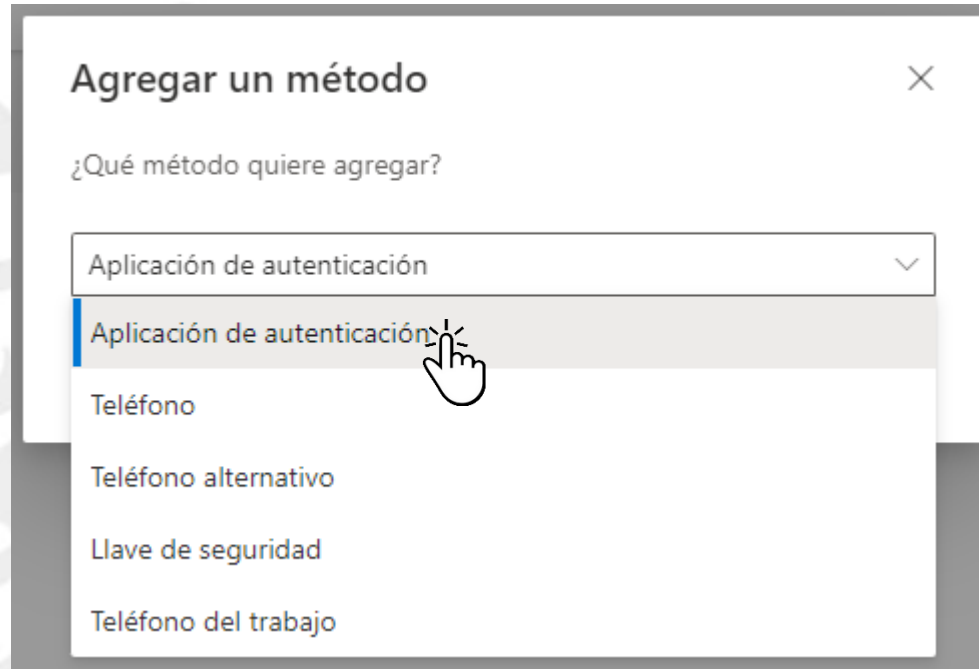 Agregar un método
¿Qué método quiere agregar?
Aplicación de autenticación
Aplicación de autenticación
Teléfono
Teléfono alternativo
Llave de seguridad
Teléfono del trabajo